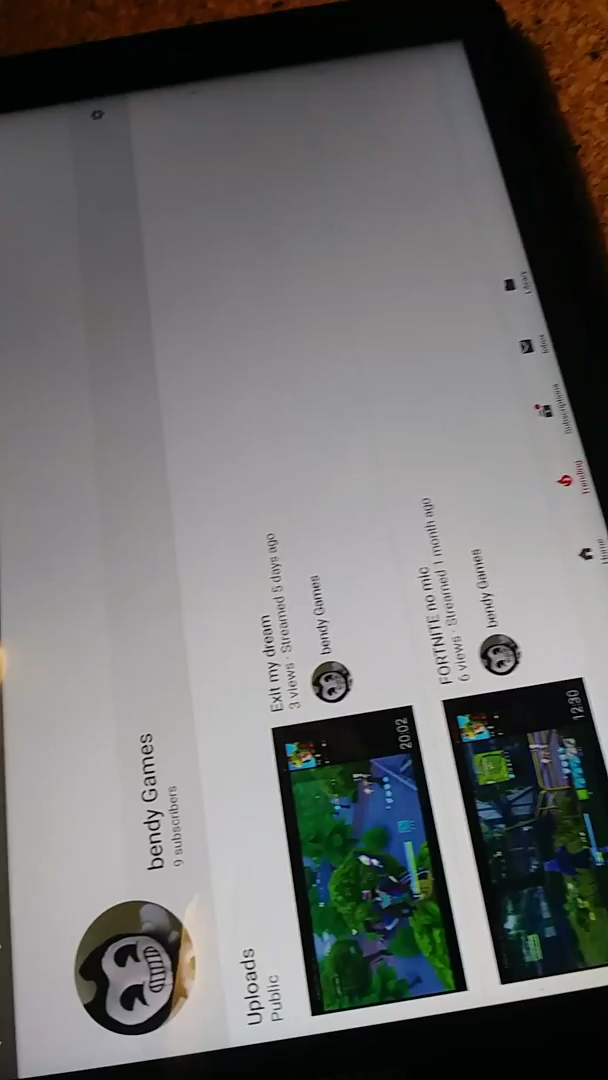 bendy Games
9 subscribers
Uploads
Public
Exit my dream
3 views · Streamed 5 days ago
bendy Games
20:02
FORTNITE no mic
6 views · Streamed 1 month ago
bendy Games
12:30
Home
Trending
Subscriptions
Inbox
Library